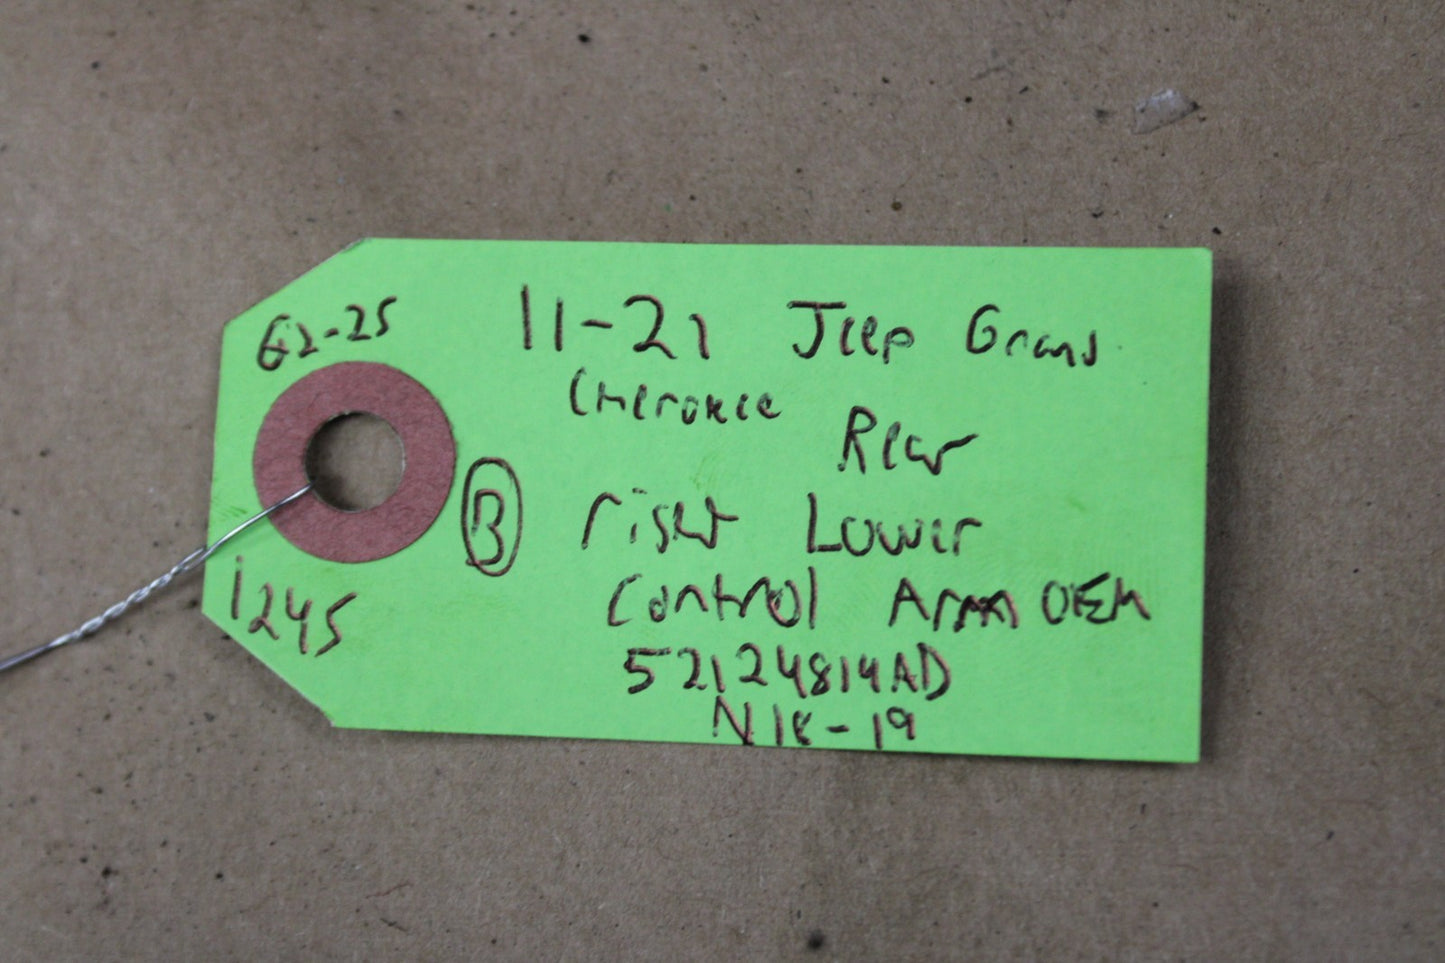 G2-25
11-21 Jeep Grand
Cherokee
Rear
B
right Lower
Control Arm OEM
1245
52124814AD
N18-19